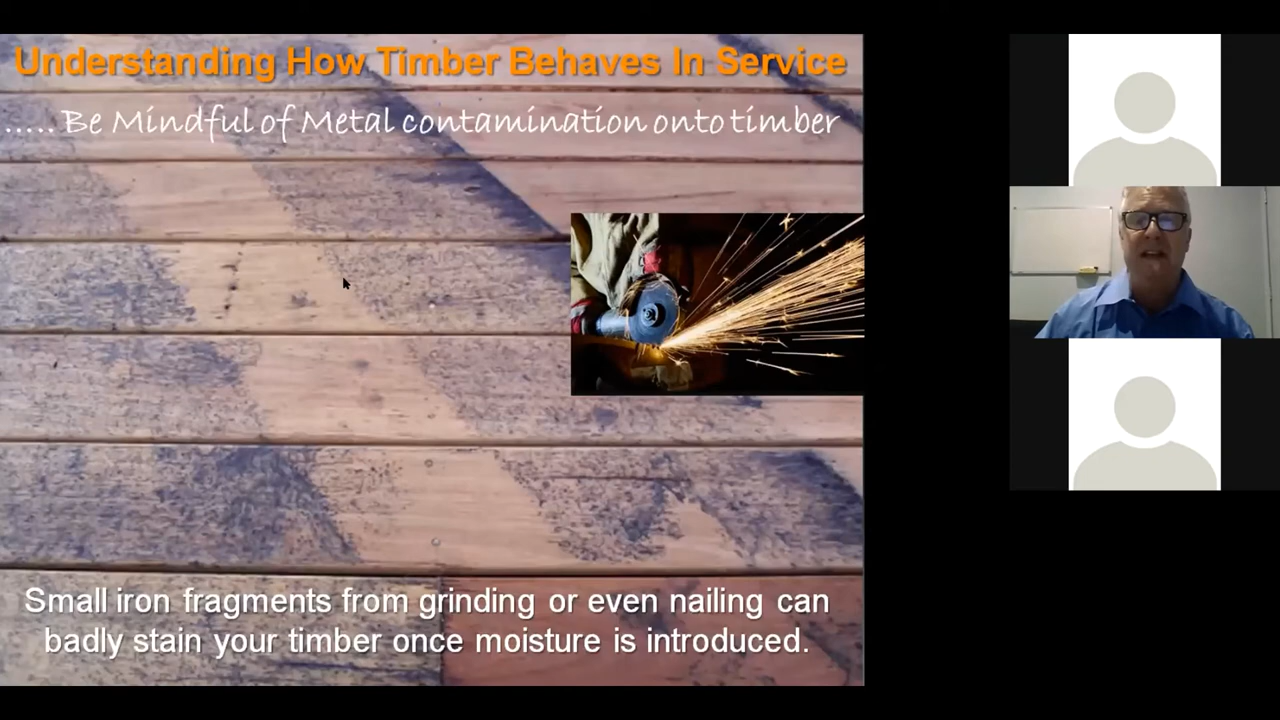 Understanding How Timber Behaves In Service
..... Be Mindful of Metal contamination onto timber
Small iron fragments from grinding or even nailing can
badly stain your timber once moisture is introduced.